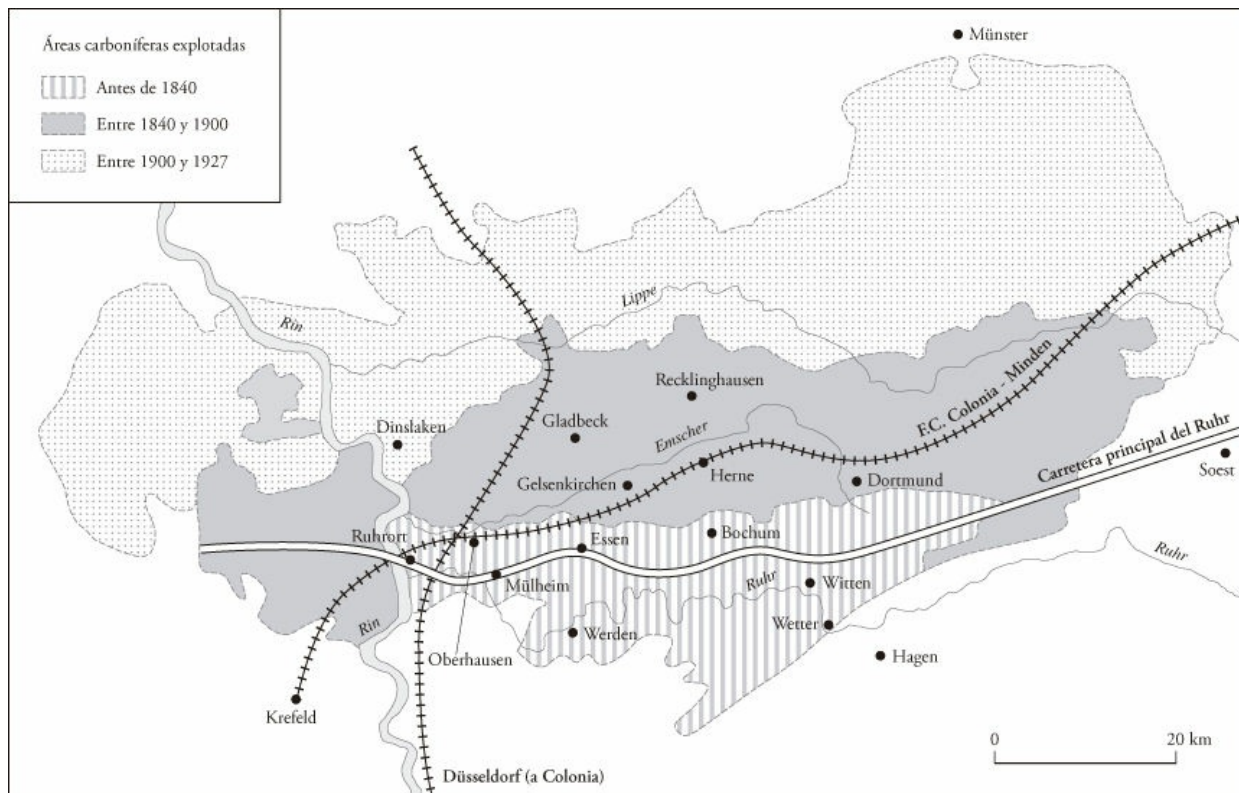 Áreas carboníferas explotadas
Antes de 1840
Entre 1840 y 1900
Entre 1900 y 1927
Münster
Lippe
Rin
Recklinghausen
F.C. Colonia - Minden
Dinslaken
Gladbeck
Emscher
Carretera principal del Ruhr
Soest
Gelsenkirchen
Herne
Dortmund
Ruhrort
Essen
Bochum
Ruhr
Mülheim
Ruhr
Witten
Rin
Werden
Wetter
Oberhausen
Hagen
Krefeld
0
20 km
Düsseldorf (a Colonia)